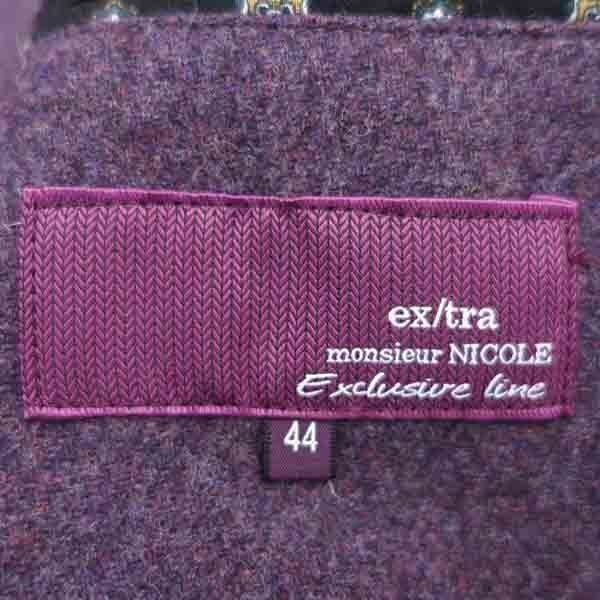 ex/tra
monsieur NICOLE
Exclusive line
44